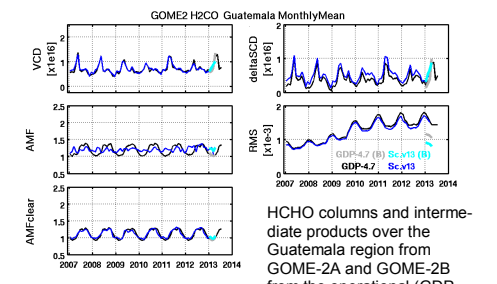 GOME2 H2CO Guatemala MonthlyMean
VCD
[x1e16]
2
1
0
deltaSCD
[x1e16]
2
1
0
AMF
2.5
2
1.5
1
0.5
RMS
[x1e-3]
2
1
0
GDP-4.7 (B) Sc.v13 (B)
GDP-4.7 Sc.v13
2007 2008 2009 2010 2011 2012 2013 2014
AMFclear
2.5
2
1.5
1
0.5
2007 2008 2009 2010 2011 2012 2013 2014
HCHO columns and interme-
diate products over the
Guatemala region from
GOME-2A and GOME-2B